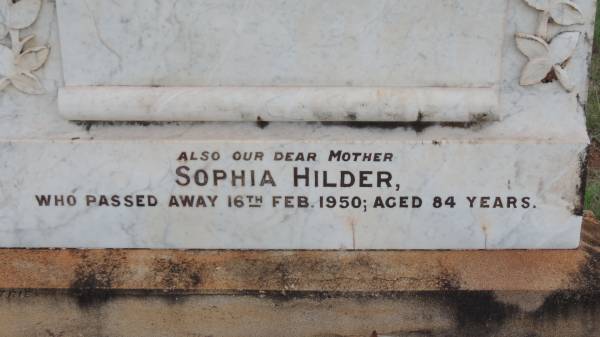 ALSO OUR DEAR MOTHER
SOPHIA HILDER,
WHO PASSED AWAY 16TH FEB. 1950; AGED 84 YEARS.